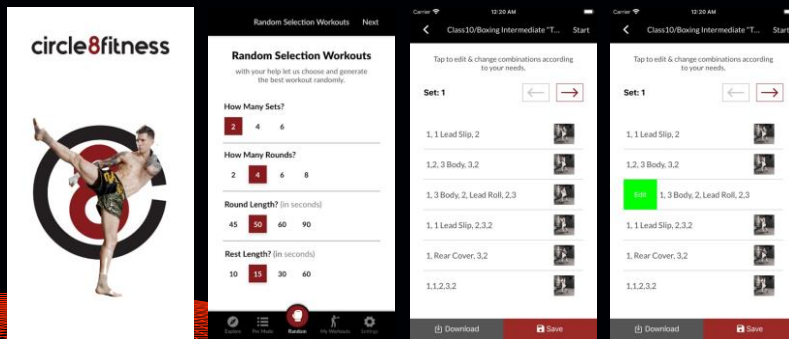 circle8fitness
Random Selection Workouts Next
Random Selection Workouts
with your help let us choose and generate
the best workout randomly.
How Many Sets?
2 4 6
How Many Rounds?
2 4 6 8
Round Length? (in seconds)
45 50 60 90
Rest Length? (in seconds)
10 15 30 60
Explore Per Made Random My Workouts Settings
Carrier 12:20 AM
Class10/Boxing Intermediate "T... Start
Tap to edit & change combinations according
to your needs.
Set: 1
1, 1 Lead Slip, 2
1,2, 3 Body, 3,2
1, 3 Body, 2, Lead Roll, 2,3
1, 1 Lead Slip, 2,3,2
1, Rear Cover, 3,2
1,1,2,3,2
Download Save
Carrier 12:20 AM
Class10/Boxing Intermediate "T... Start
Tap to edit & change combinations according
to your needs.
Set: 1
1, 1 Lead Slip, 2
1,2, 3 Body, 3,2
Edit 1, 3 Body, 2, Lead Roll, 2,3
1, 1 Lead Slip, 2,3,2
1, Rear Cover, 3,2
1,1,2,3,2
Download Save